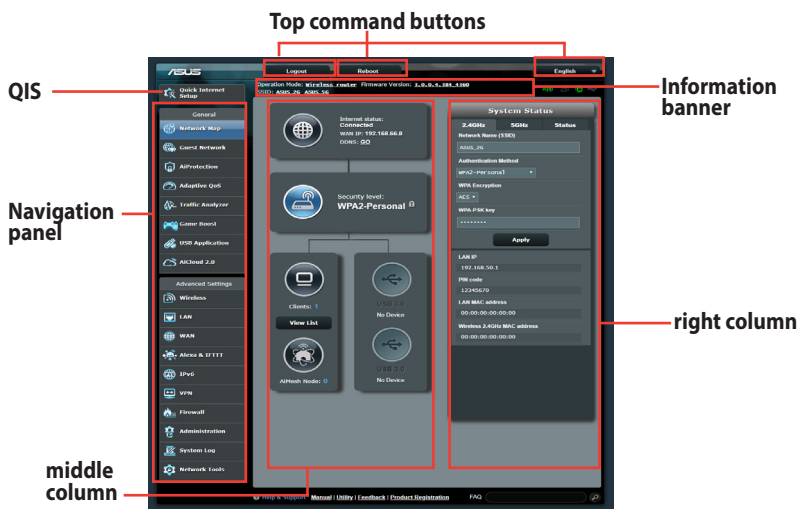 Top command buttons
QIS
Information
banner
Navigation
panel
right column
middle
column
ASUS
Logout
Reboot
English
Quick Internet
Setup
Operation Mode: Wireless router Firmware Version: 3.0.0.4.384_4360
SSID: ASUS_2G ASUS_5G
General
Network Map
Guest Network
AiProtection
Adaptive QoS
Traffic Analyzer
Game Boost
USB Application
AiCloud 2.0
Advanced Settings
Wireless
LAN
WAN
Alexa & IFTTT
IPv6
VPN
Firewall
Administration
System Log
Network Tools
Internet status:
Connected
WAN IP: 192.168.66.8
DDNS: GO
Security level:
WPA2-Personal
Clients: 1
View List
AiMesh Node: 0
USB 3.0
No Device
No Device
System Status
2.4GHz 5GHz Status
Network Name (SSID)
ASUS_2G
Authentication Method
WPA2-Personal
WPA Encryption
AES
WPA-PSK key
••••••••
Apply
LAN IP
192.168.50.1
PIN code
12345670
LAN MAC address
00:00:00:00:00:00
Wireless 2.4GHz MAC address
00:00:00:00:00:00
Help & Support Manual | Utility | Feedback | Product Registration FAQ